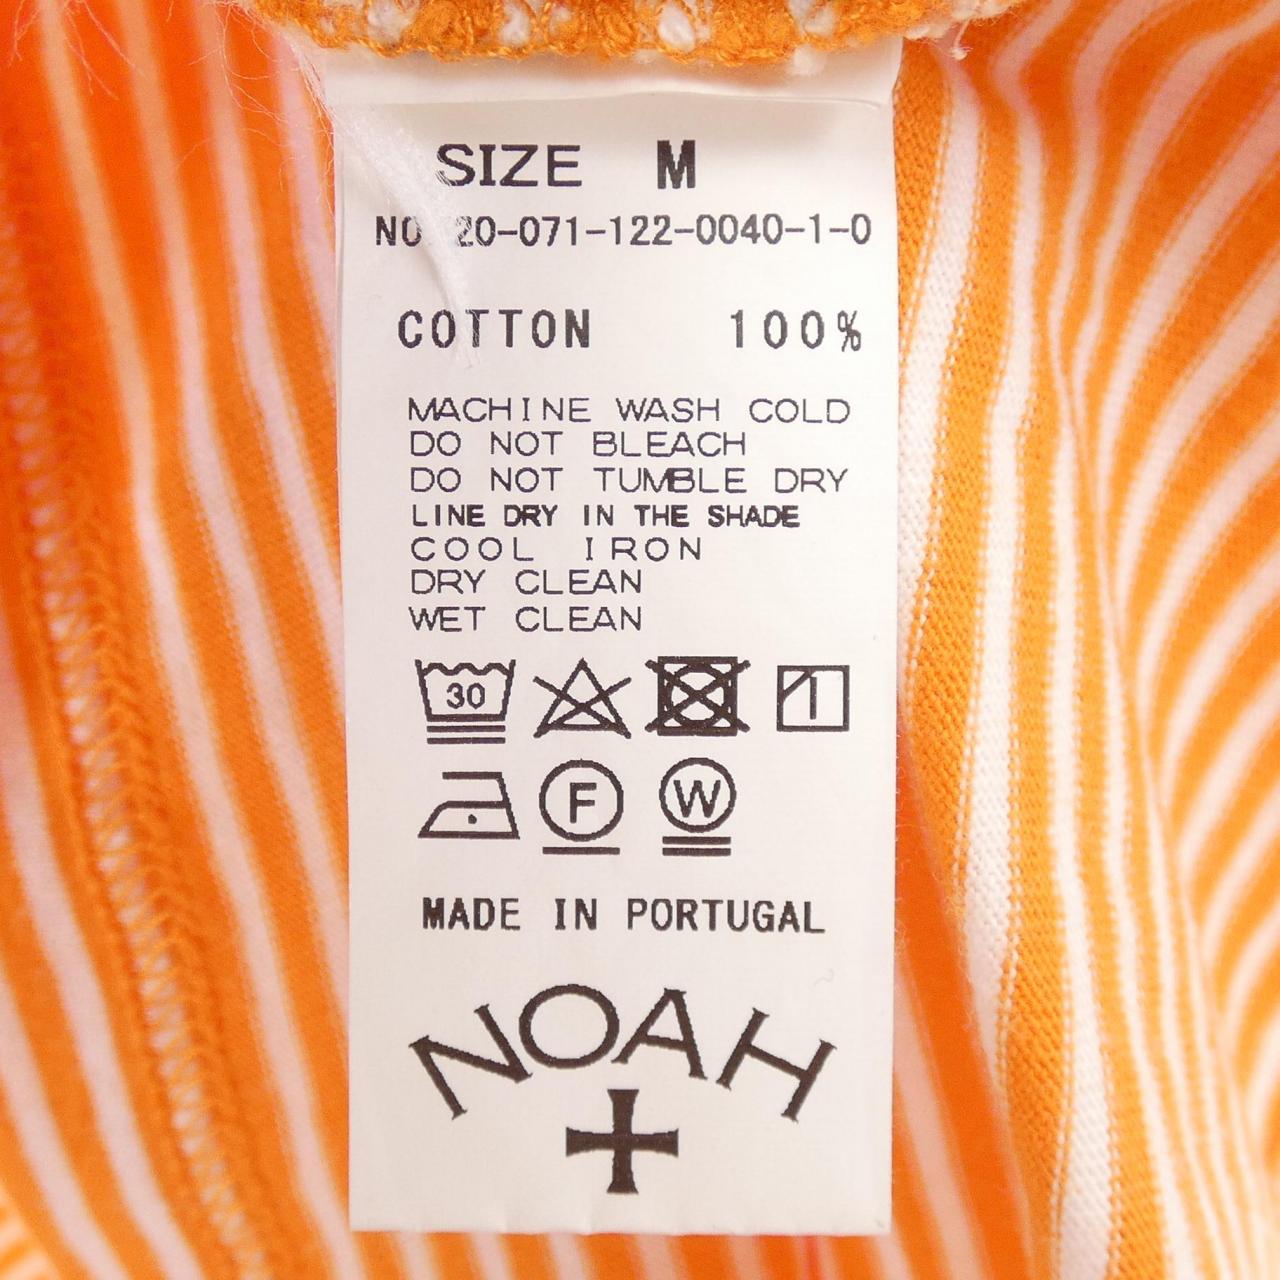 SIZE M
NO 20-071-122-0040-1-0
COTTON 100%
MACHINE WASH COLD
DO NOT BLEACH
DO NOT TUMBLE DRY
LINE DRY IN THE SHADE
COOL IRON
DRY CLEAN
WET CLEAN
30
F W
MADE IN PORTUGAL
NOAH